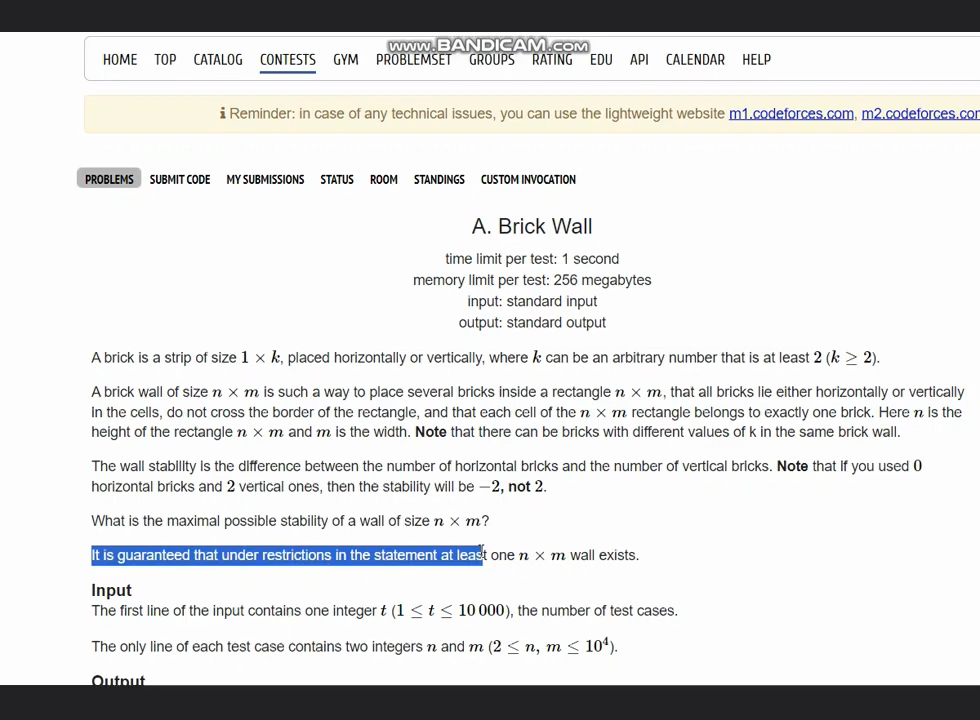 www.BANDICAM.com
HOME TOP CATALOG CONTESTS GYM PROBLEMSET GROUPS RATING EDU API CALENDAR HELP
Reminder: in case of any technical issues, you can use the lightweight website m1.codeforces.com, m2.codeforces.com
PROBLEMS SUBMIT CODE MY SUBMISSIONS STATUS ROOM STANDINGS CUSTOM INVOCATION
A. Brick Wall
time limit per test: 1 second
memory limit per test: 256 megabytes
input: standard input
output: standard output
A brick is a strip of size 1 × k, placed horizontally or vertically, where k can be an arbitrary number that is at least 2 (k ≥ 2).
A brick wall of size n × m is such a way to place several bricks inside a rectangle n × m, that all bricks lie either horizontally or vertically
in the cells, do not cross the border of the rectangle, and that each cell of the n × m rectangle belongs to exactly one brick. Here n is the
height of the rectangle n × m and m is the width. Note that there can be bricks with different values of k in the same brick wall.
The wall stability is the difference between the number of horizontal bricks and the number of vertical bricks. Note that if you used 0
horizontal bricks and 2 vertical ones, then the stability will be −2, not 2.
What is the maximal possible stability of a wall of size n × m?
It is guaranteed that under restrictions in the statement at least one n × m wall exists.
Input
The first line of the input contains one integer t (1 ≤ t ≤ 10 000), the number of test cases.
The only line of each test case contains two integers n and m (2 ≤ n, m ≤ 10⁴).
Output